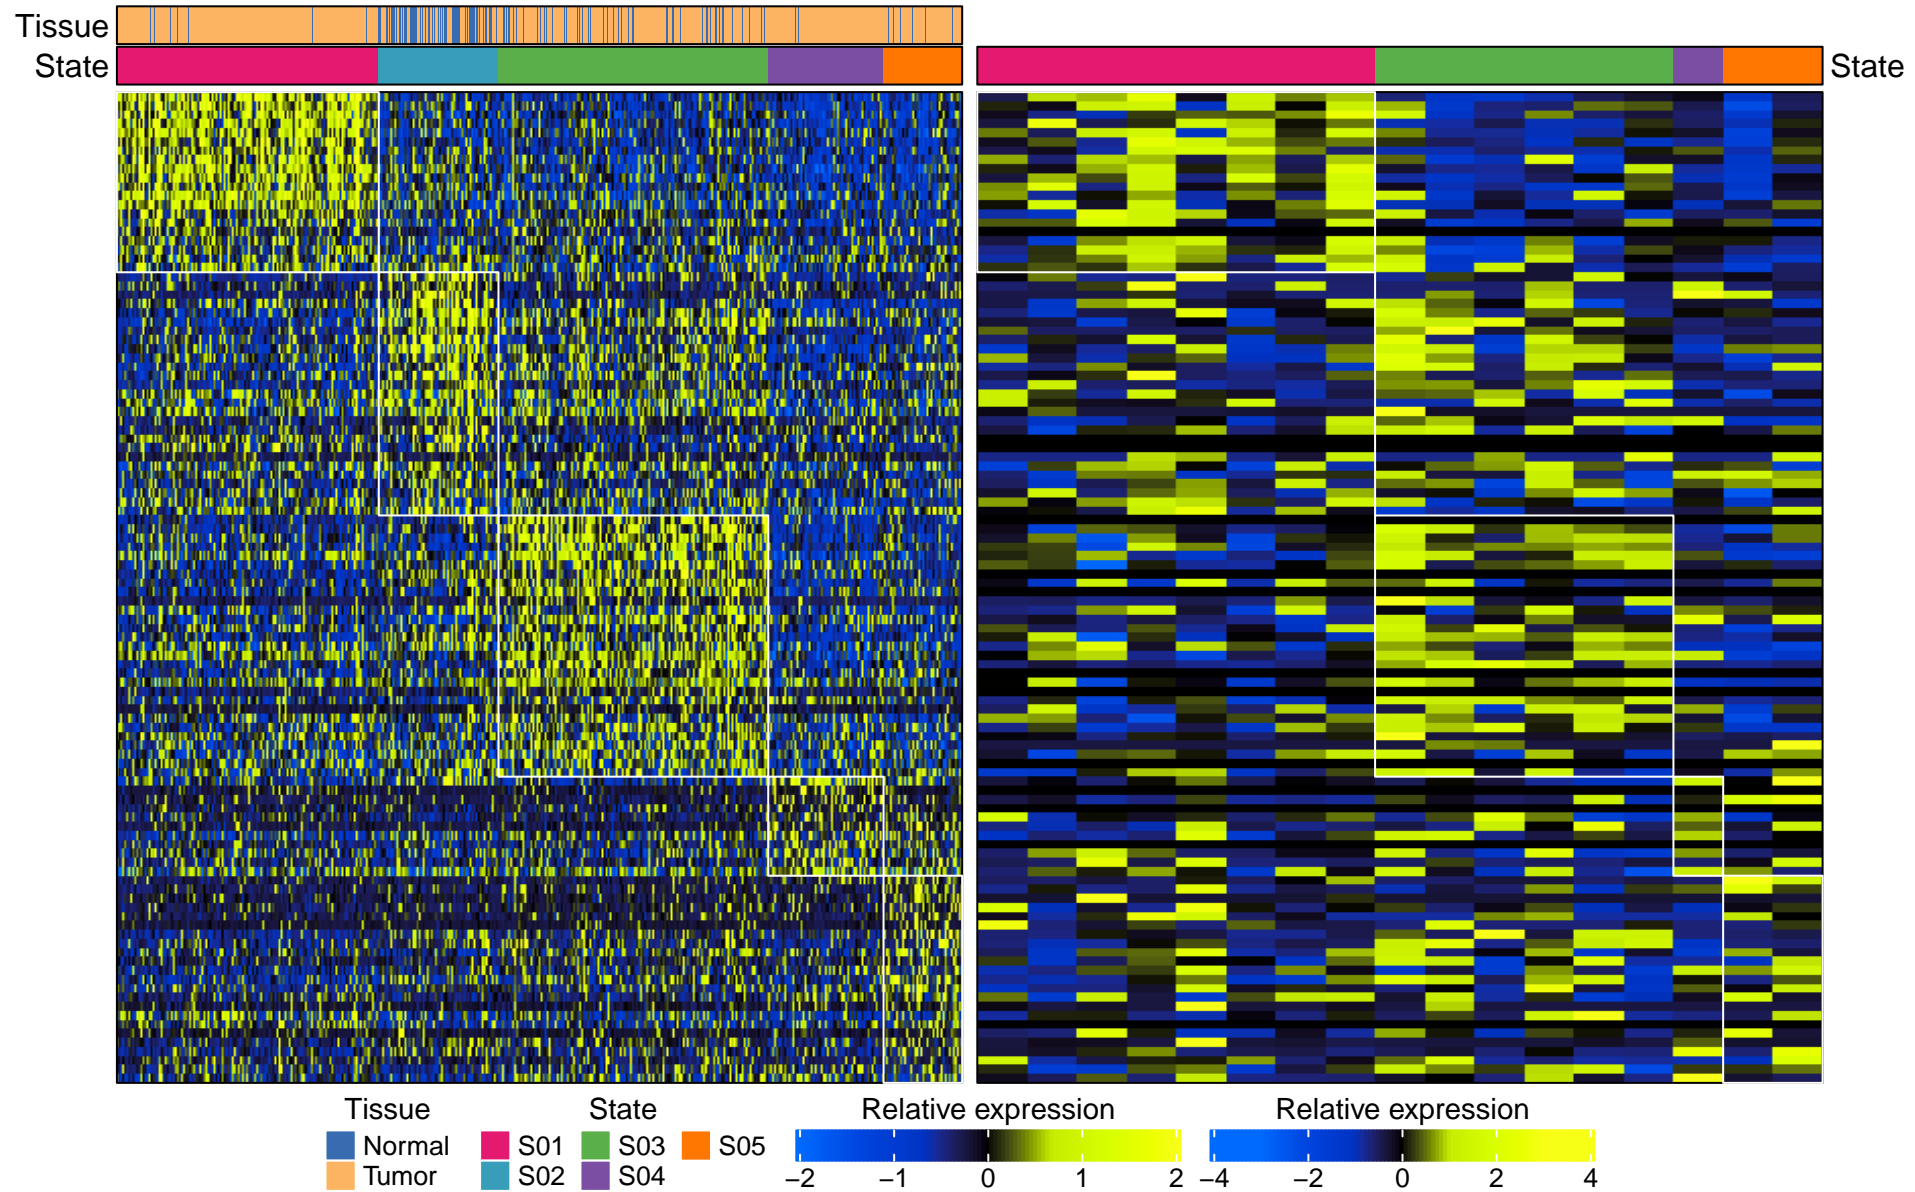 Tissue
State
State
Tissue State Relative expression Relative expression
Normal S01 S03 S05
Tumor S02 S04
−2 −1 0 1 2 −4 −2 0 2 4